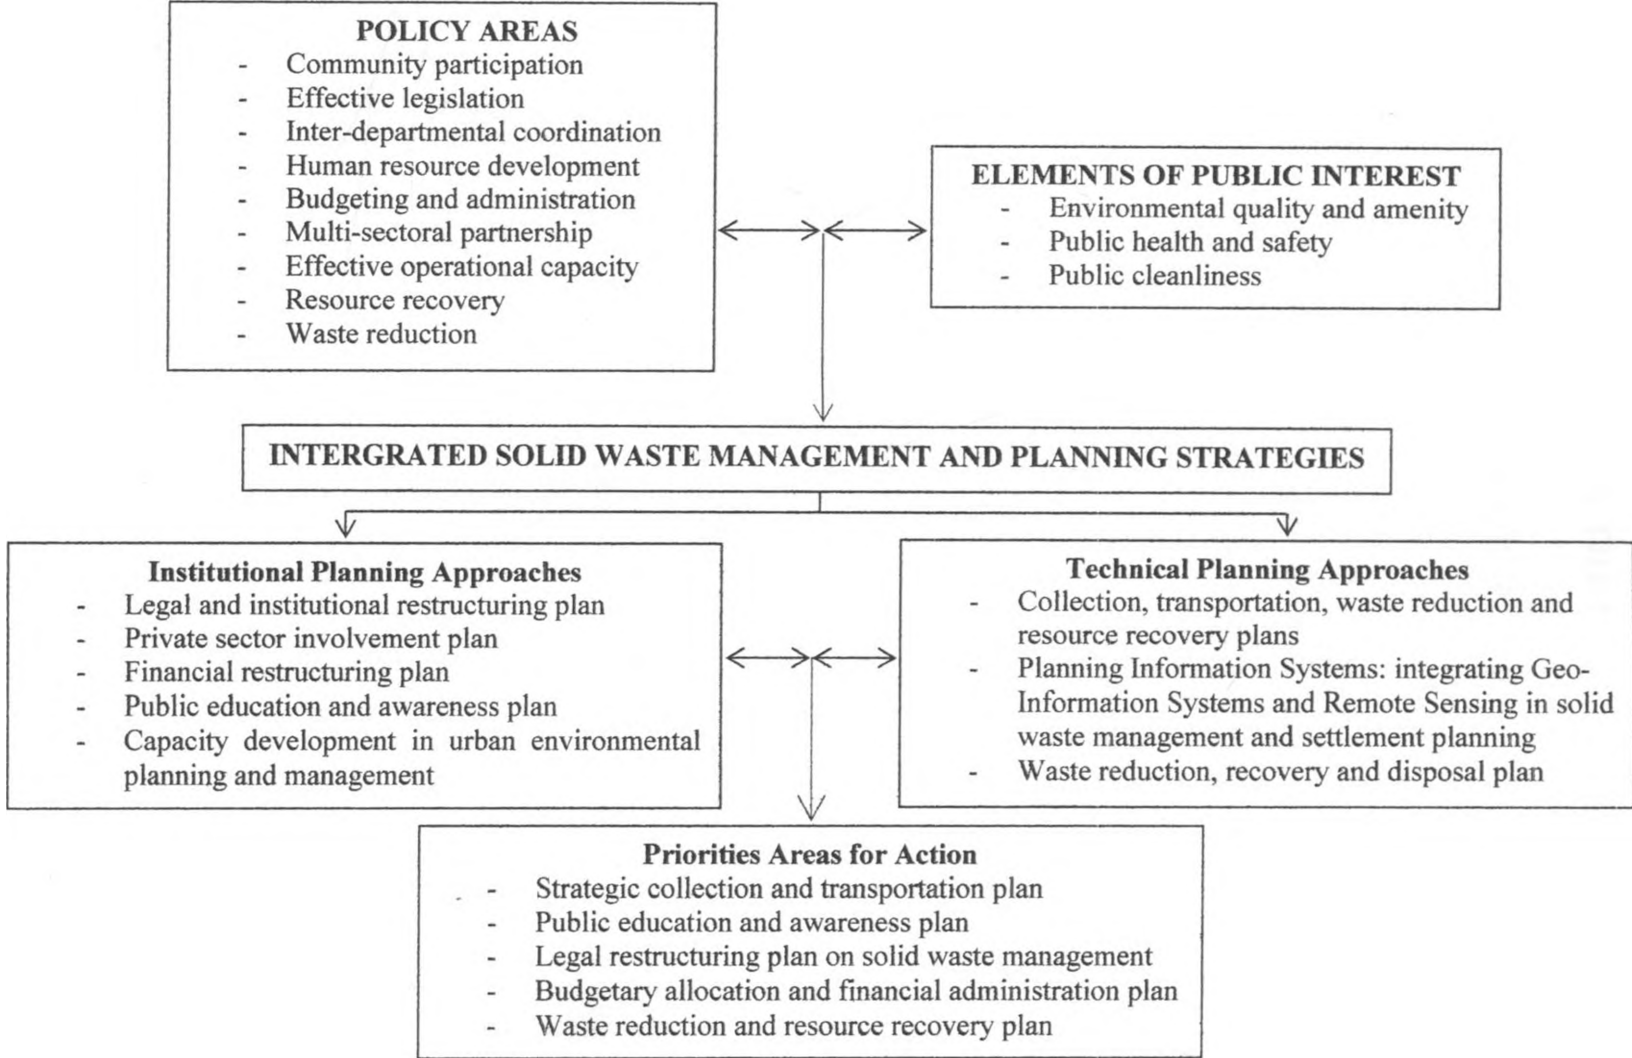 POLICY AREAS
- Community participation
- Effective legislation
- Inter-departmental coordination
- Human resource development
- Budgeting and administration
- Multi-sectoral partnership
- Effective operational capacity
- Resource recovery
- Waste reduction
ELEMENTS OF PUBLIC INTEREST
- Environmental quality and amenity
- Public health and safety
- Public cleanliness
INTERGRATED SOLID WASTE MANAGEMENT AND PLANNING STRATEGIES
Institutional Planning Approaches
- Legal and institutional restructuring plan
- Private sector involvement plan
- Financial restructuring plan
- Public education and awareness plan
- Capacity development in urban environmental
planning and management
Technical Planning Approaches
- Collection, transportation, waste reduction and
resource recovery plans
- Planning Information Systems: integrating Geo-
Information Systems and Remote Sensing in solid
waste management and settlement planning
- Waste reduction, recovery and disposal plan
Priorities Areas for Action
- Strategic collection and transportation plan
- Public education and awareness plan
- Legal restructuring plan on solid waste management
- Budgetary allocation and financial administration plan
- Waste reduction and resource recovery plan